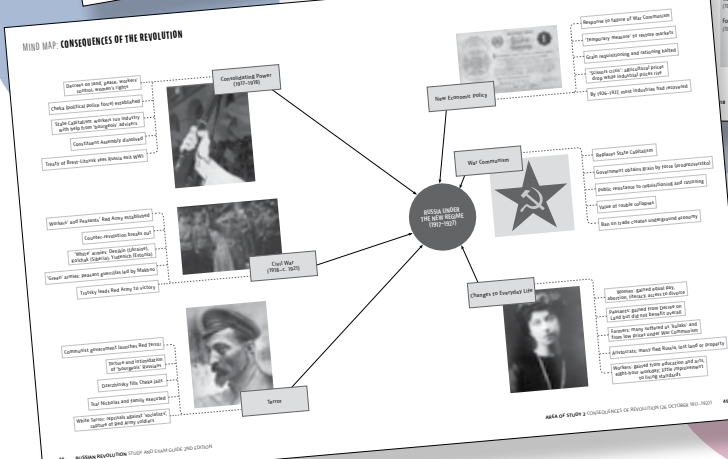 MIND MAP: CONSEQUENCES OF THE REVOLUTION
Consolidating Power
(1917–1918)
Decrees on land, peace, workers'
control, women's rights
Cheka (political police force) established
State Capitalism: workers run industry
with help from 'bourgeois' advisors
Constituent Assembly dissolved
Treaty of Brest-Litovsk ends Russia and WWI
Civil War
(1918–c. 1921)
Workers' and Peasants' Red Army established
Counter-revolution breaks out
'White' armies: Denikin (Ukraine),
Kolchak (Siberia), Yudenich (Estonia)
'Green' armies: peasant guerrillas led by Makhno
Trotsky leads Red Army to victory
Terror
Communist government launches Red Terror
Torture and intimidation
of 'bourgeois' Russians
Dzerzhinsky fills Cheka jails
Tsar Nicholas and family executed
White Terror: reprisals against 'socialists',
torture of Red Army soldiers
RUSSIA UNDER
THE NEW REGIME
(1917–1927)
New Economic Policy
Response to failure of War Communism
'Temporary measure' to restore markets
Grain requisitioning and rationing halted
'Scissors crisis': agricultural prices
drop while industrial prices rise
By 1926–1927, most industries had recovered
War Communism
Replaces State Capitalism
Government obtains grain by force (prodrazvyorstka)
Public resistance to requisitioning and rationing
Value of rouble collapses
Ban on trade creates underground economy
Changes to Everyday Life
Women: gained equal pay,
abortion, literacy, access to divorce
Peasants: gained from Decree on
Land but did not benefit overall
Farmers: many suffered as 'kulaks' and
from low prices under War Communism
Aristocrats: many fled Russia, lost land or property
Workers: gained from education and arts,
eight-hour workday; little improvement
to living standards
RUSSIAN REVOLUTION STUDY AND EXAM GUIDE 2ND EDITION
AREA OF STUDY 2 CONSEQUENCES OF REVOLUTION (26 OCTOBER 1917–1927)